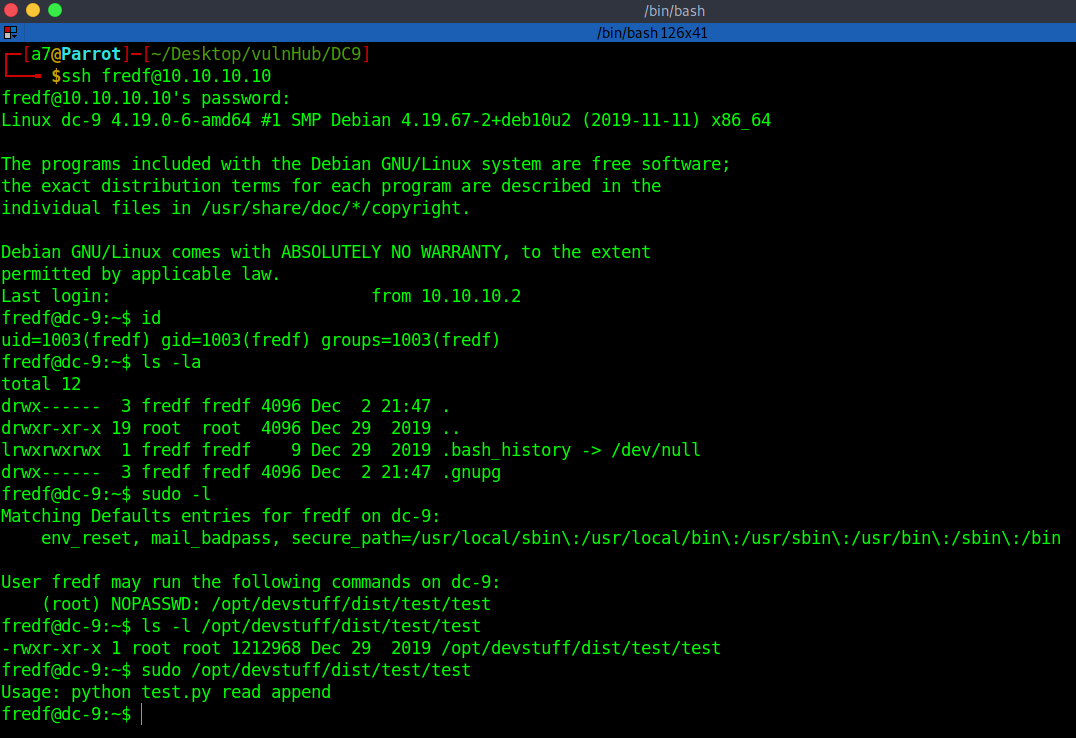 /bin/bash
/bin/bash 126x41
┌─[a7@Parrot]─[~/Desktop/vulnHub/DC9]
└──╼ $ssh fredf@10.10.10.10
fredf@10.10.10.10's password:
Linux dc-9 4.19.0-6-amd64 #1 SMP Debian 4.19.67-2+deb10u2 (2019-11-11) x86_64
The programs included with the Debian GNU/Linux system are free software;
the exact distribution terms for each program are described in the
individual files in /usr/share/doc/*/copyright.
Debian GNU/Linux comes with ABSOLUTELY NO WARRANTY, to the extent
permitted by applicable law.
Last login:                          from 10.10.10.2
fredf@dc-9:~$ id
uid=1003(fredf) gid=1003(fredf) groups=1003(fredf)
fredf@dc-9:~$ ls -la
total 12
drwx------  3 fredf fredf 4096 Dec  2 21:47 .
drwxr-xr-x 19 root  root  4096 Dec 29  2019 ..
lrwxrwxrwx  1 fredf fredf    9 Dec 29  2019 .bash_history -> /dev/null
drwx------  3 fredf fredf 4096 Dec  2 21:47 .gnupg
fredf@dc-9:~$ sudo -l
Matching Defaults entries for fredf on dc-9:
    env_reset, mail_badpass, secure_path=/usr/local/sbin\:/usr/local/bin\:/usr/sbin\:/usr/bin\:/sbin\:/bin
User fredf may run the following commands on dc-9:
    (root) NOPASSWD: /opt/devstuff/dist/test/test
fredf@dc-9:~$ ls -l /opt/devstuff/dist/test/test
-rwxr-xr-x 1 root root 1212968 Dec 29  2019 /opt/devstuff/dist/test/test
fredf@dc-9:~$ sudo /opt/devstuff/dist/test/test
Usage: python test.py read append
fredf@dc-9:~$